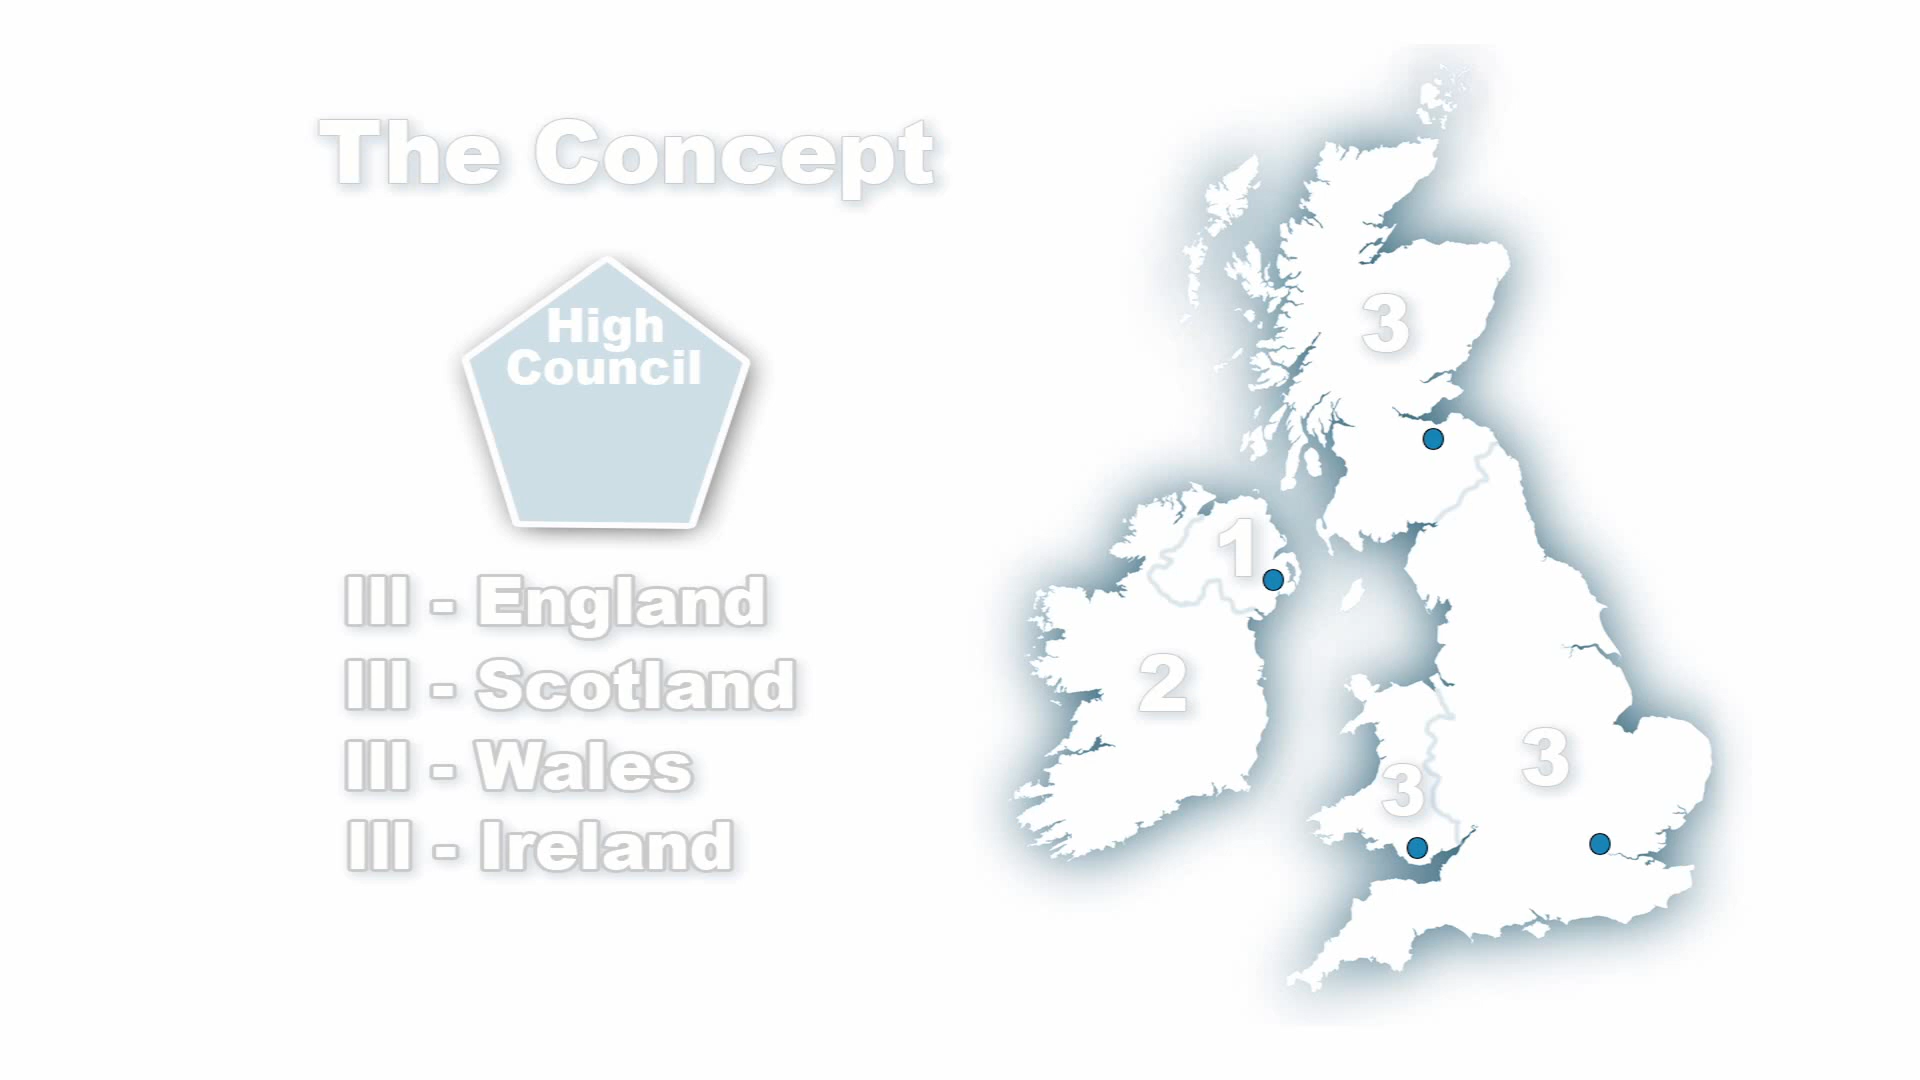 The Concept
High
Council
III - England
III - Scotland
III - Wales
III - Ireland
3
1
2
3
3